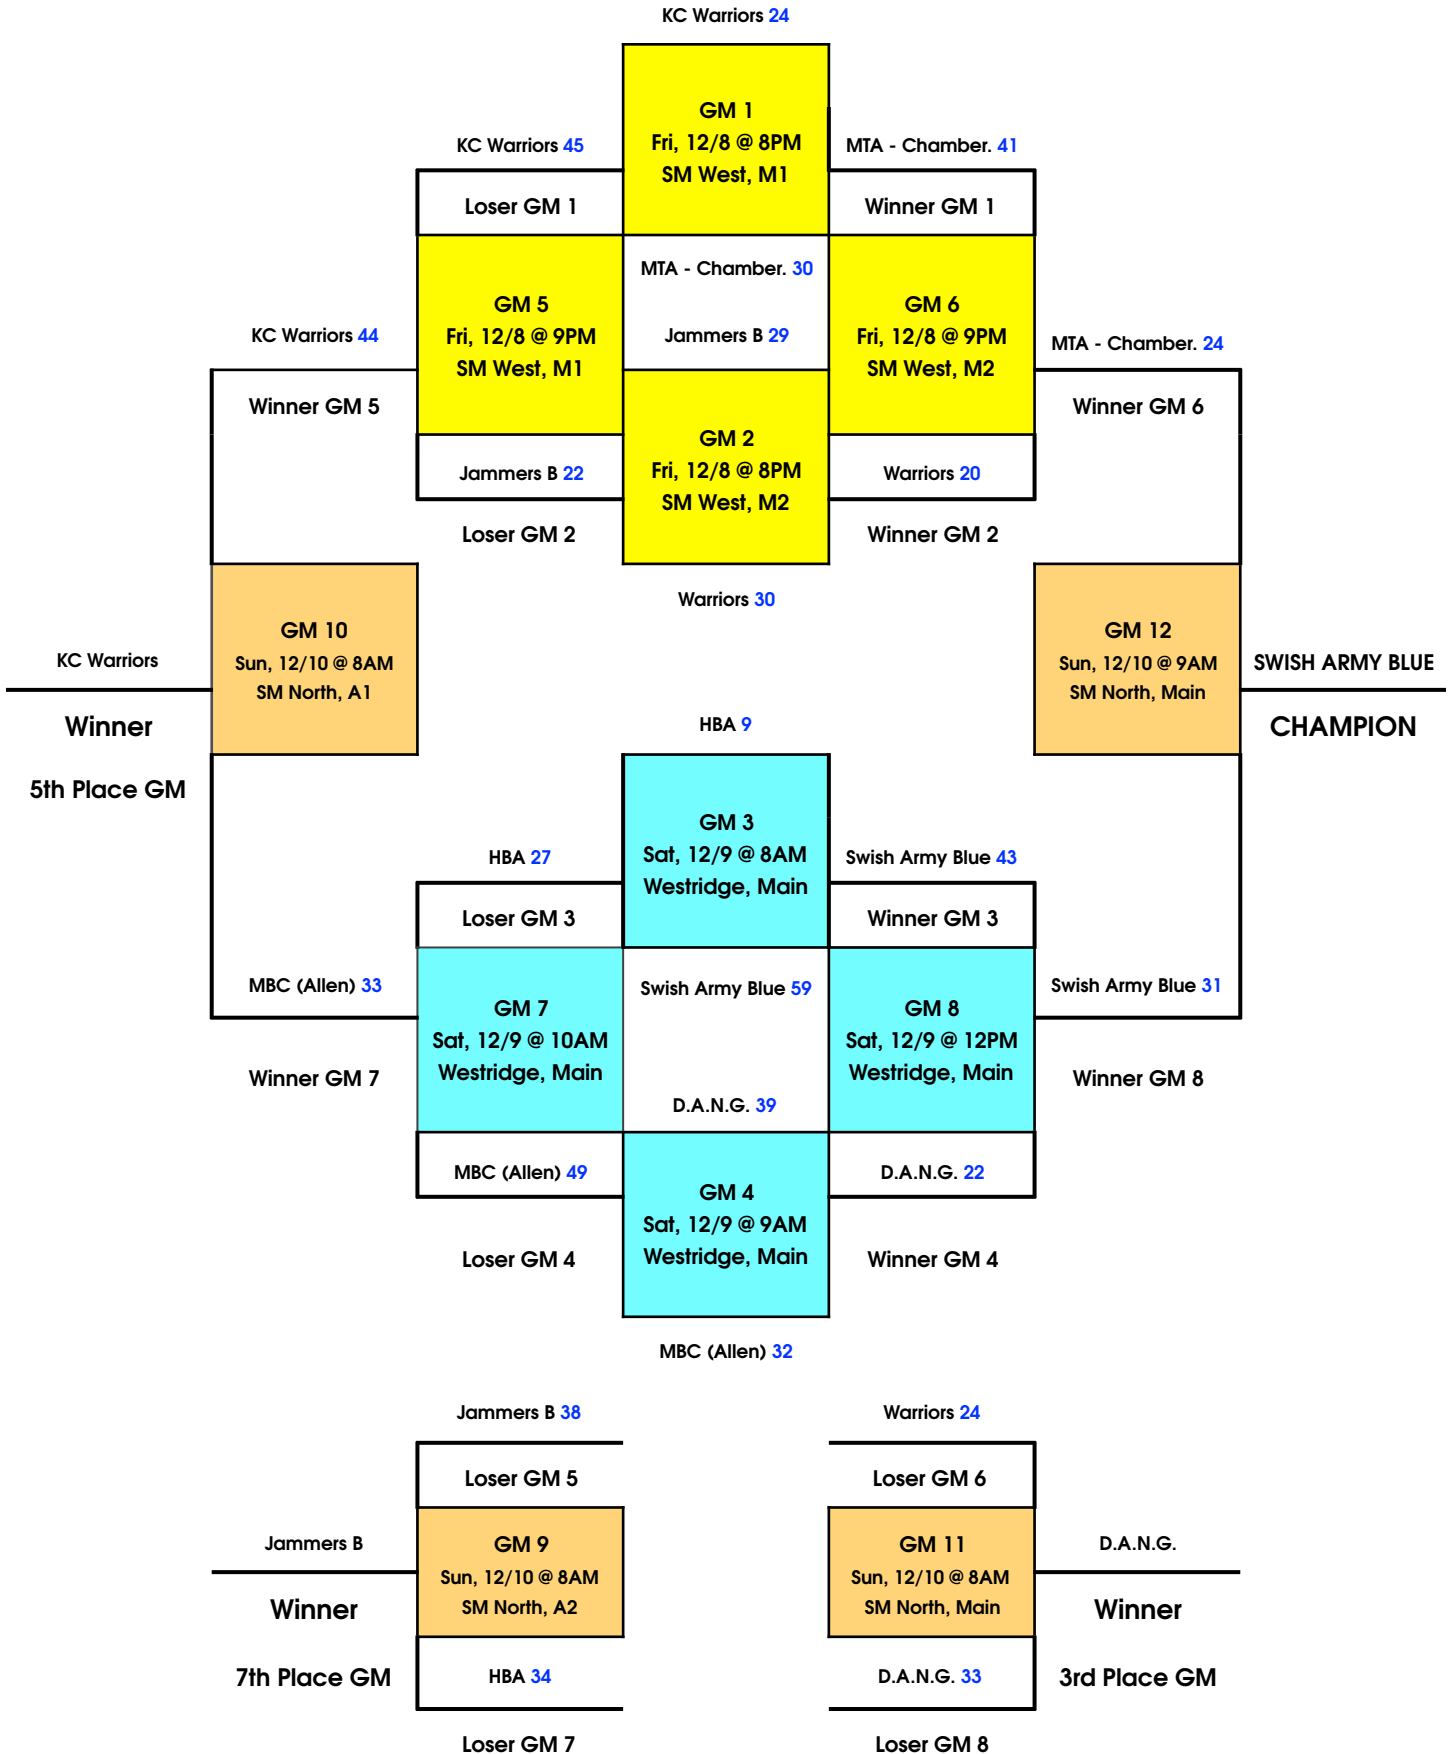 KC Warriors 24
GM 1
Fri, 12/8 @ 8PM
SM West, M1
KC Warriors 45
MTA - Chamber. 41
Loser GM 1
Winner GM 1
MTA - Chamber. 30
GM 5
Fri, 12/8 @ 9PM
SM West, M1
GM 6
Fri, 12/8 @ 9PM
SM West, M2
KC Warriors 44
Jammers B 29
MTA - Chamber. 24
Winner GM 5
Winner GM 6
GM 2
Fri, 12/8 @ 8PM
SM West, M2
Jammers B 22
Warriors 20
Loser GM 2
Winner GM 2
Warriors 30
GM 10
Sun, 12/10 @ 8AM
SM North, A1
GM 12
Sun, 12/10 @ 9AM
SM North, Main
KC Warriors
SWISH ARMY BLUE
Winner
CHAMPION
5th Place GM
HBA 9
GM 3
Sat, 12/9 @ 8AM
Westridge, Main
HBA 27
Swish Army Blue 43
Loser GM 3
Winner GM 3
MBC (Allen) 33
Swish Army Blue 59
Swish Army Blue 31
GM 7
Sat, 12/9 @ 10AM
Westridge, Main
GM 8
Sat, 12/9 @ 12PM
Westridge, Main
Winner GM 7
Winner GM 8
D.A.N.G. 39
MBC (Allen) 49
D.A.N.G. 22
GM 4
Sat, 12/9 @ 9AM
Westridge, Main
Loser GM 4
Winner GM 4
MBC (Allen) 32
Jammers B 38
Warriors 24
Loser GM 5
Loser GM 6
Jammers B
GM 9
Sun, 12/10 @ 8AM
SM North, A2
GM 11
Sun, 12/10 @ 8AM
SM North, Main
D.A.N.G.
Winner
Winner
7th Place GM
HBA 34
D.A.N.G. 33
3rd Place GM
Loser GM 7
Loser GM 8